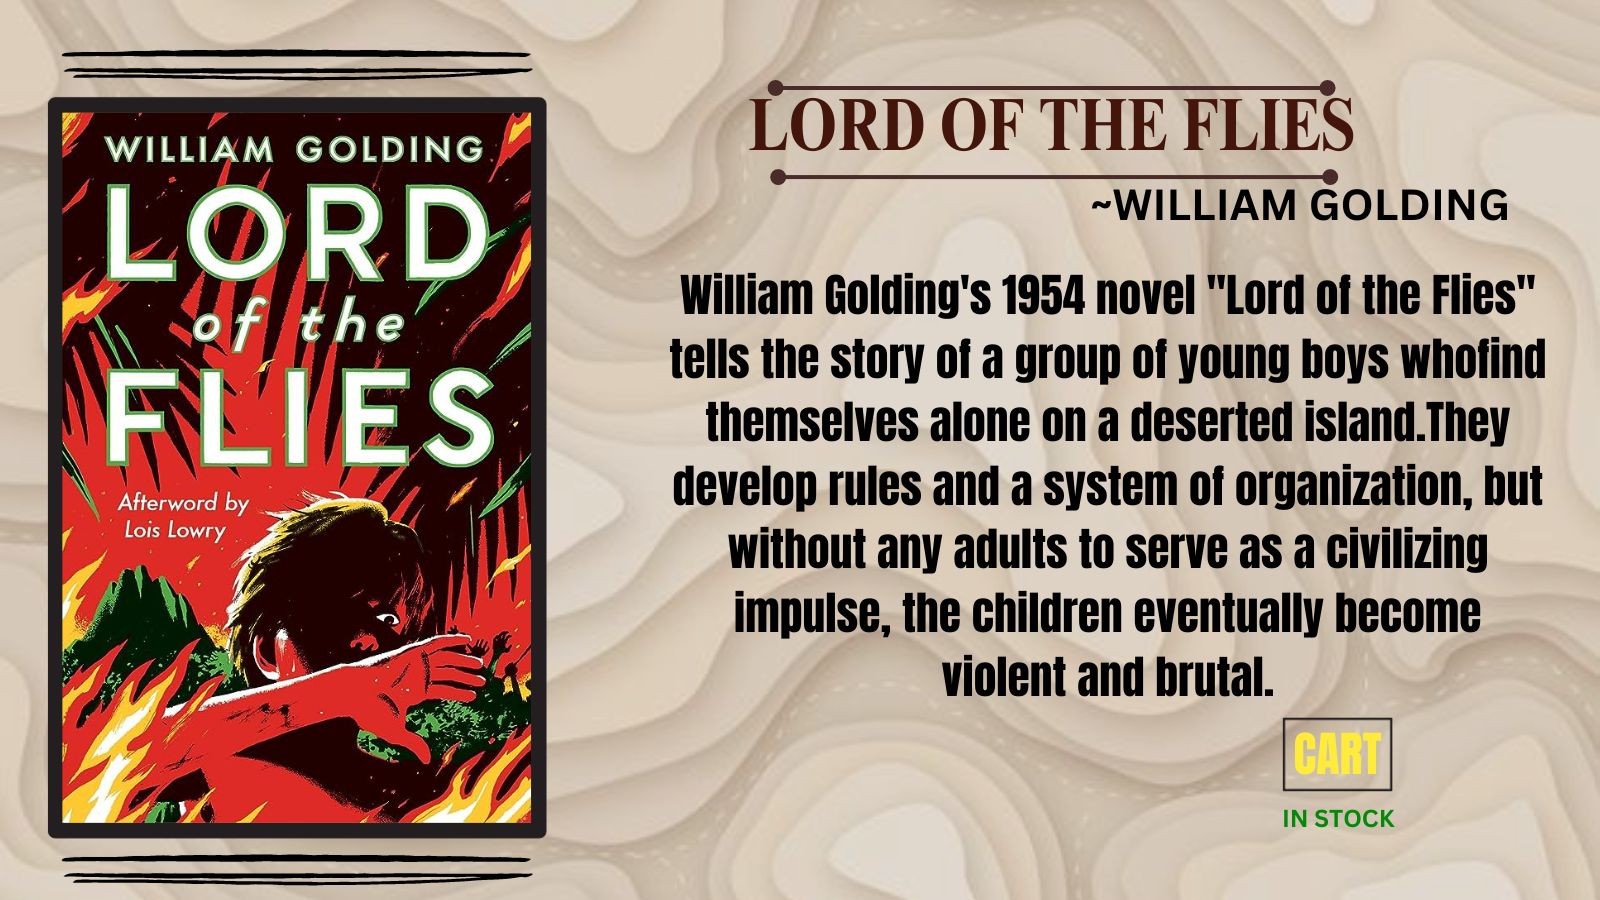 WILLIAM GOLDING
LORD
of the
FLIES
Afterword by
Lois Lowry
LORD OF THE FLIES
~WILLIAM GOLDING
William Golding's 1954 novel "Lord of the Flies"
tells the story of a group of young boys whofind
themselves alone on a deserted island.They
develop rules and a system of organization, but
without any adults to serve as a civilizing
impulse, the children eventually become
violent and brutal.
CART
IN STOCK